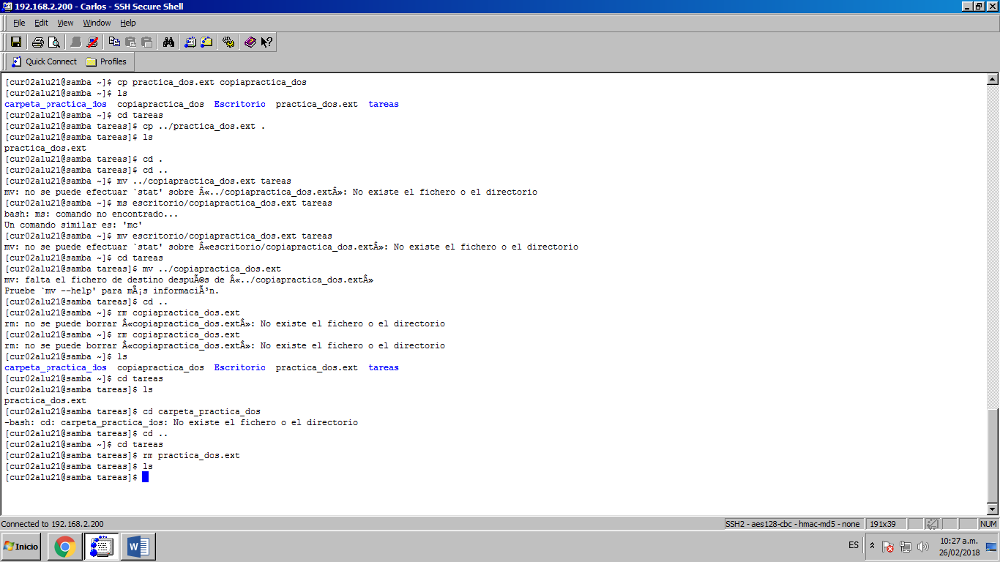 192.168.2.200 - Carlos - SSH Secure Shell
File Edit View Window Help
Quick Connect Profiles
[cur02alu21@samba ~]$ cp practica_dos.ext copiapractica_dos
[cur02alu21@samba ~]$ ls
carpeta_practica_dos copiapractica_dos Escritorio practica_dos.ext tareas
[cur02alu21@samba ~]$ cd tareas
[cur02alu21@samba tareas]$ cp ../practica_dos.ext .
[cur02alu21@samba tareas]$ ls
practica_dos.ext
[cur02alu21@samba tareas]$ cd .
[cur02alu21@samba tareas]$ cd ..
[cur02alu21@samba ~]$ mv ../copiapractica_dos.ext tareas
mv: no se puede efectuar `stat' sobre Â«../copiapractica_dos.extÂ»: No existe el fichero o el directorio
[cur02alu21@samba ~]$ ms escritorio/copiapractica_dos.ext tareas
bash: ms: comando no encontrado...
Un comando similar es: 'mc'
[cur02alu21@samba ~]$ mv escritorio/copiapractica_dos.ext tareas
mv: no se puede efectuar `stat' sobre Â«escritorio/copiapractica_dos.extÂ»: No existe el fichero o el directorio
[cur02alu21@samba ~]$ cd tareas
[cur02alu21@samba tareas]$ mv ../copiapractica_dos.ext
mv: falta el fichero de destino despuÃ©s de Â«../copiapractica_dos.extÂ»
Pruebe `mv --help' para mÃ¡s informaciÃ³n.
[cur02alu21@samba tareas]$ cd ..
[cur02alu21@samba ~]$ rm copiapractica_dos.ext
rm: no se puede borrar Â«copiapractica_dos.extÂ»: No existe el fichero o el directorio
[cur02alu21@samba ~]$ rm copiapractica_dos.ext
rm: no se puede borrar Â«copiapractica_dos.extÂ»: No existe el fichero o el directorio
[cur02alu21@samba ~]$ ls
carpeta_practica_dos copiapractica_dos Escritorio practica_dos.ext tareas
[cur02alu21@samba ~]$ cd tareas
[cur02alu21@samba tareas]$ ls
practica_dos.ext
[cur02alu21@samba tareas]$ cd carpeta_practica_dos
-bash: cd: carpeta_practica_dos: No existe el fichero o el directorio
[cur02alu21@samba tareas]$ cd ..
[cur02alu21@samba ~]$ cd tareas
[cur02alu21@samba tareas]$ rm practica_dos.ext
[cur02alu21@samba tareas]$ ls
[cur02alu21@samba tareas]$
Connected to 192.168.2.200 SSH2 - aes128-cbc - hmac-md5 - none 191x39 NUM
Inicio ES 10:27 a.m.
26/02/2018